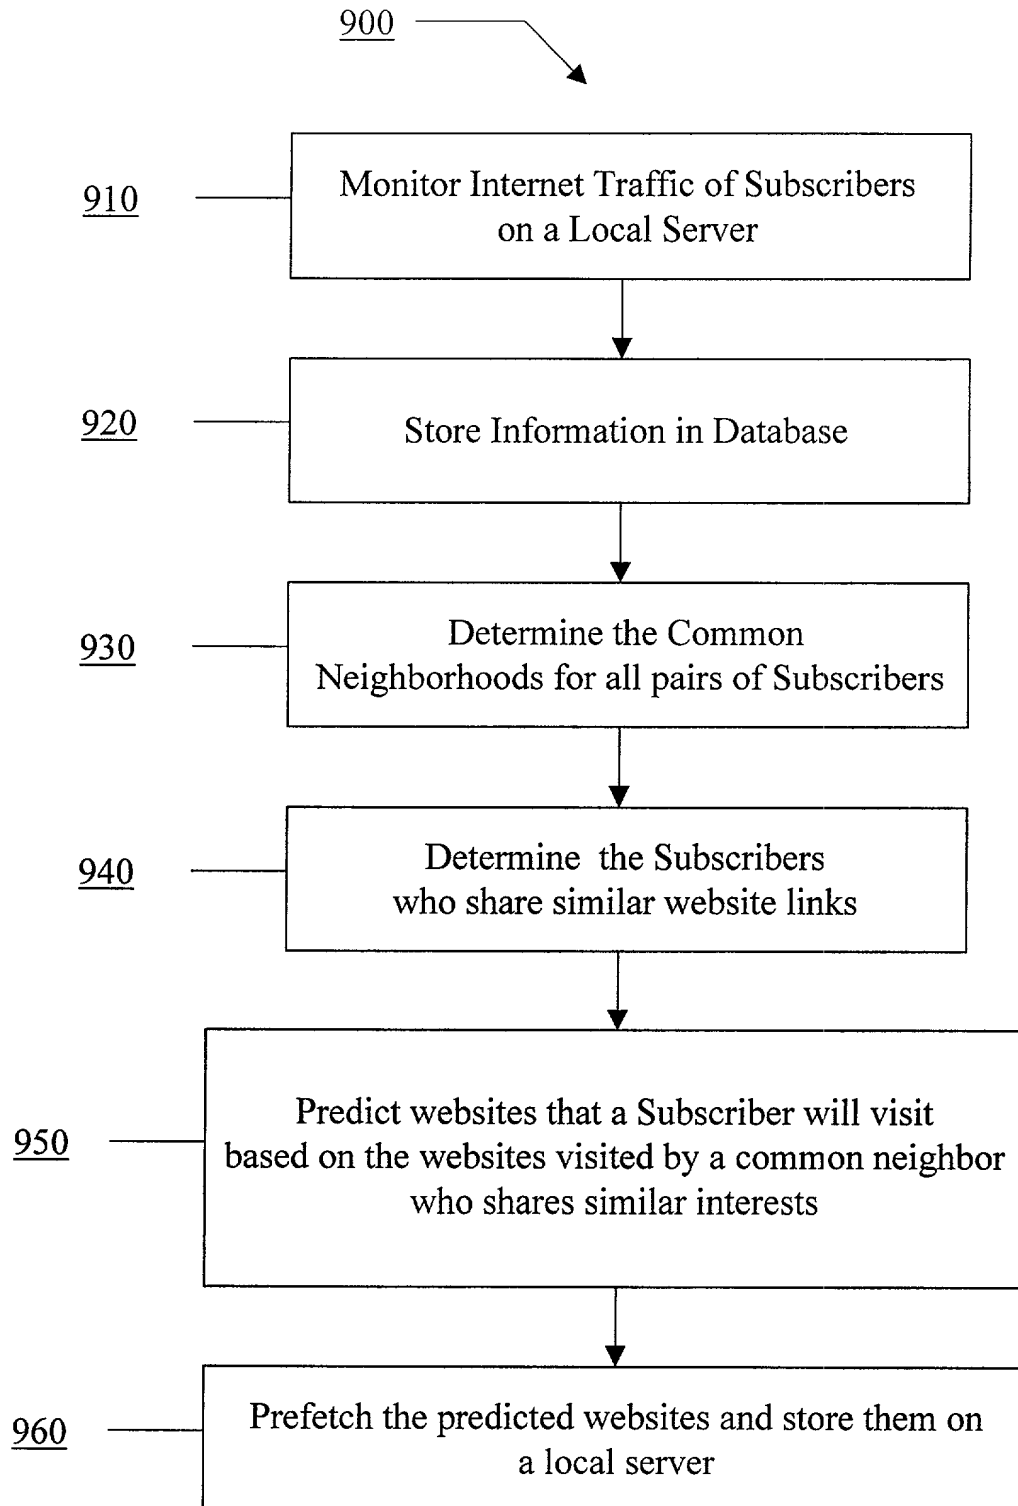 900
910
Monitor Internet Traffic of Subscribers
on a Local Server
920
Store Information in Database
930
Determine the Common
Neighborhoods for all pairs of Subscribers
940
Determine the Subscribers
who share similar website links
950
Predict websites that a Subscriber will visit
based on the websites visited by a common neighbor
who shares similar interests
960
Prefetch the predicted websites and store them on
a local server